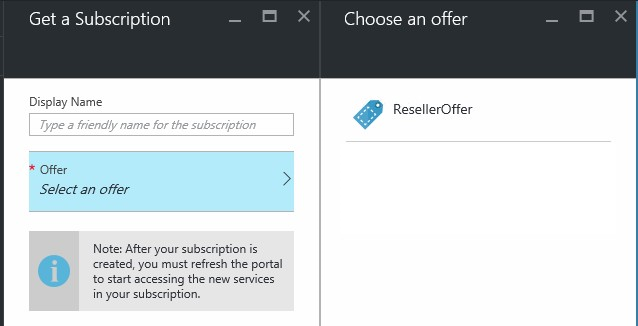 Get a Subscription
Choose an offer
Display Name
Type a friendly name for the subscription
* Offer
Select an offer
Note: After your subscription is
created, you must refresh the portal
to start accessing the new services
in your subscription.
ResellerOffer